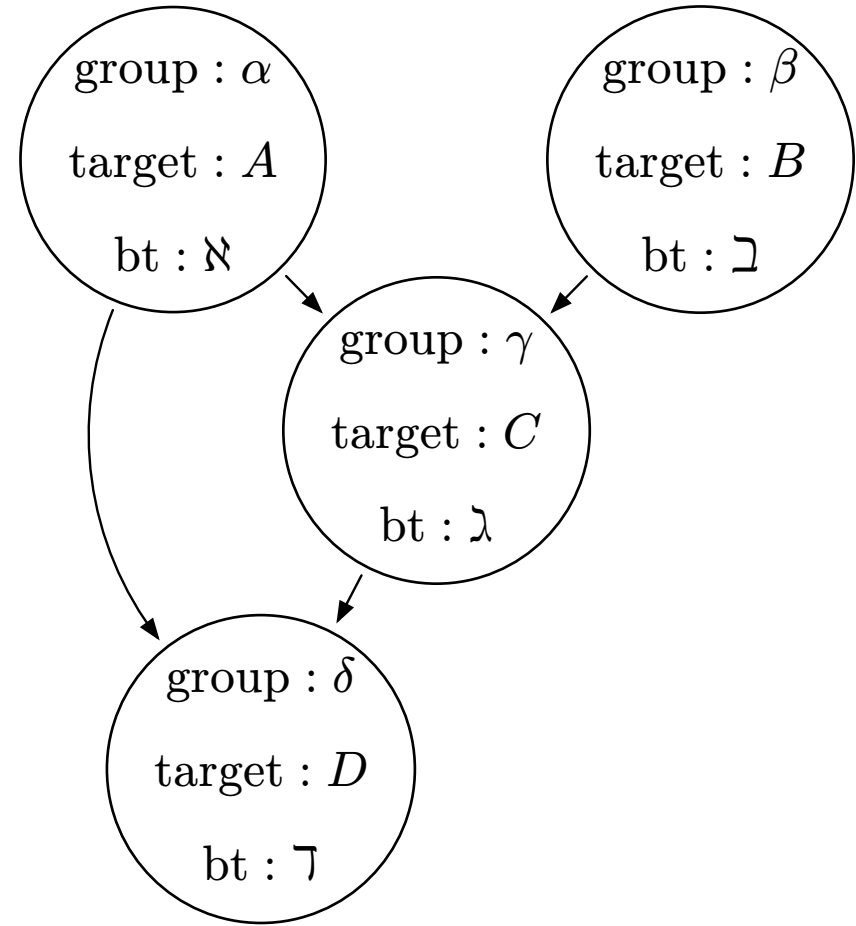 group : α
target : A
bt : ℵ
group : β
target : B
bt : ℶ
group : γ
target : C
bt : ℷ
group : δ
target : D
bt : ℸ